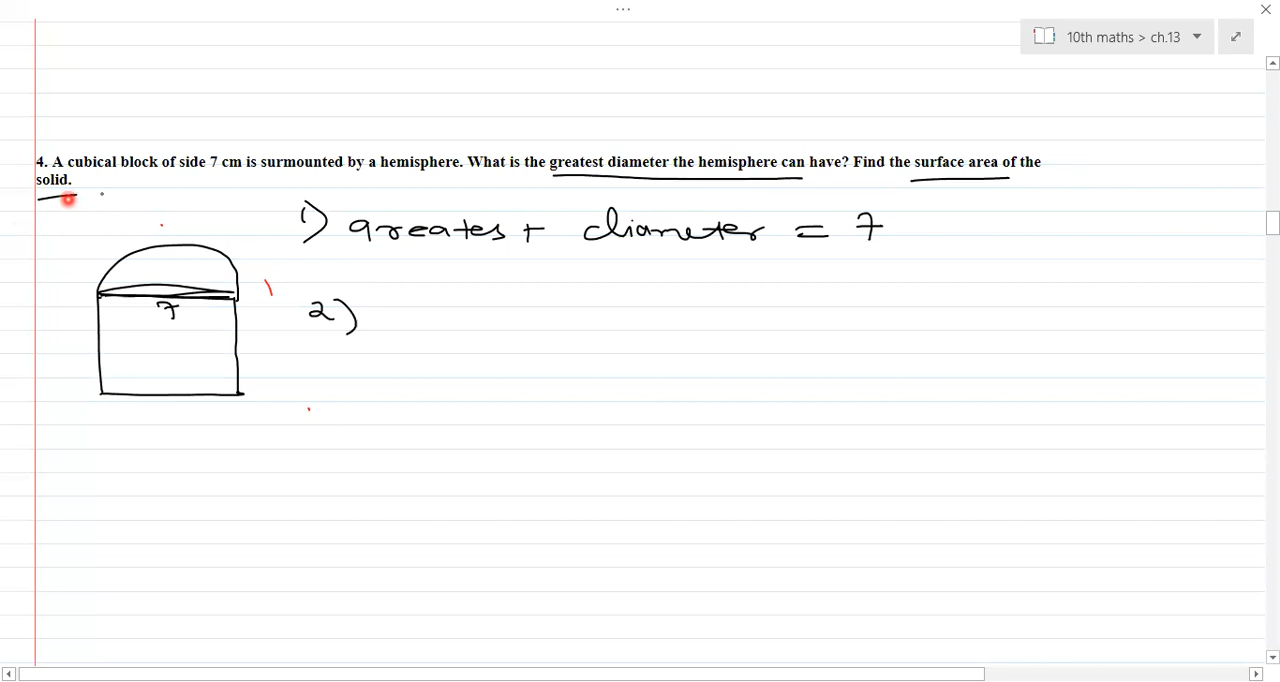 ...
10th maths > ch.13
4. A cubical block of side 7 cm is surmounted by a hemisphere. What is the greatest diameter the hemisphere can have? Find the surface area of the
solid.
1) greatest diameter = 7
7
2)